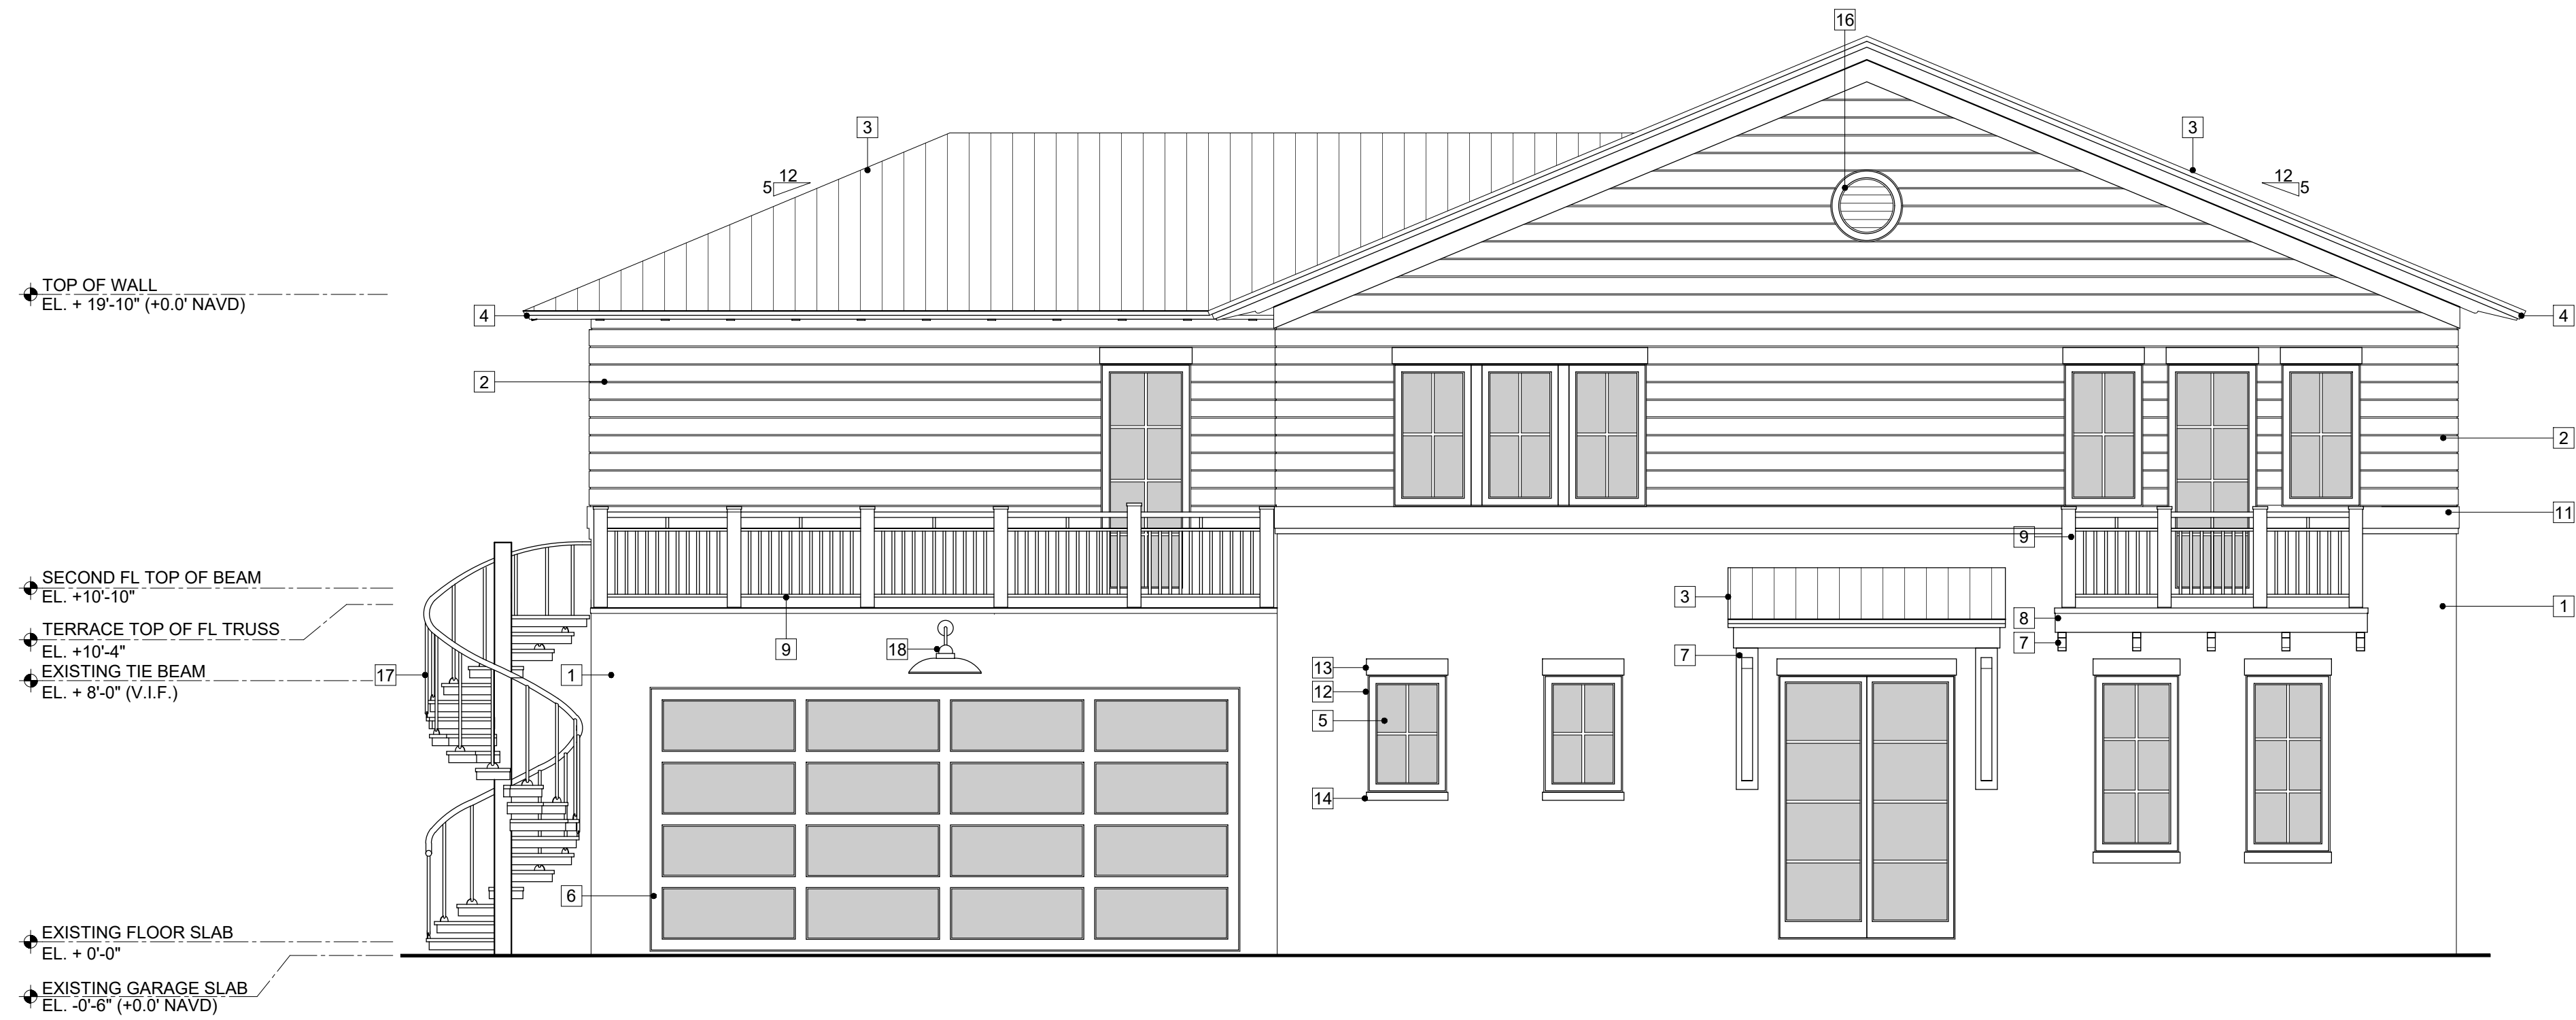 16
3
3
12
5
12
5
TOP OF WALL
EL. + 19'-10" (+0.0' NAVD)
4
4
2
2
11
9
SECOND FL TOP OF BEAM
EL. +10'-10"
3
1
8
TERRACE TOP OF FL TRUSS
EL. +10'-4"
9
18
7
7
EXISTING TIE BEAM
EL. + 8'-0" (V.I.F.)
17
1
13
12
5
14
6
EXISTING FLOOR SLAB
EL. + 0'-0"
EXISTING GARAGE SLAB
EL. -0'-6" (+0.0' NAVD)